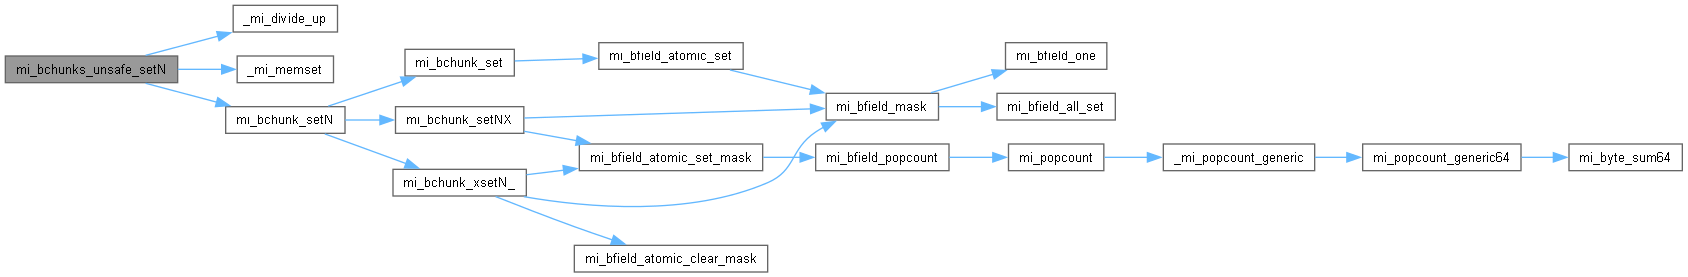 mi_bchunks_unsafe_setN
_mi_divide_up
_mi_memset
mi_bchunk_setN
mi_bchunk_set
mi_bchunk_setNX
mi_bchunk_xsetN_
mi_bfield_atomic_set
mi_bfield_atomic_set_mask
mi_bfield_atomic_clear_mask
mi_bfield_mask
mi_bfield_popcount
mi_bfield_one
mi_bfield_all_set
mi_popcount
_mi_popcount_generic
mi_popcount_generic64
mi_byte_sum64